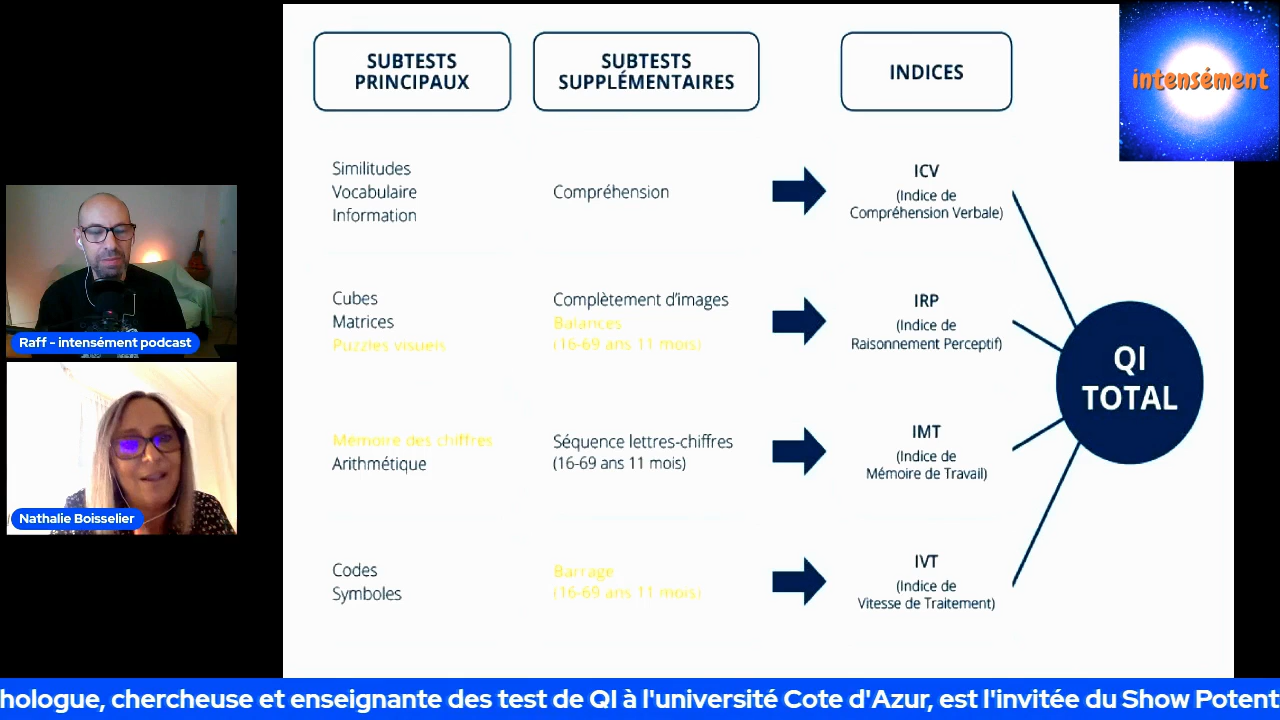 SUBTESTS
PRINCIPAUX
SUBTESTS
SUPPLÉMENTAIRES
INDICES
intensément
Similitudes
Vocabulaire
Information
Compréhension
ICV
(Indice de
Compréhension Verbale)
Cubes
Matrices
Puzzles visuels
Complètement d'images
Balances
(16-69 ans 11 mois)
IRP
(Indice de
Raisonnement Perceptif)
QI
TOTAL
Mémoire des chiffres
Arithmétique
Séquence lettres-chiffres
(16-69 ans 11 mois)
IMT
(Indice de
Mémoire de Travail)
Codes
Symboles
Barrage
(16-69 ans 11 mois)
IVT
(Indice de
Vitesse de Traitement)
Raff - intensément podcast
Nathalie Boisselier
hologue, chercheuse et enseignante des test de QI à l'université Cote d'Azur, est l'invitée du Show Potent